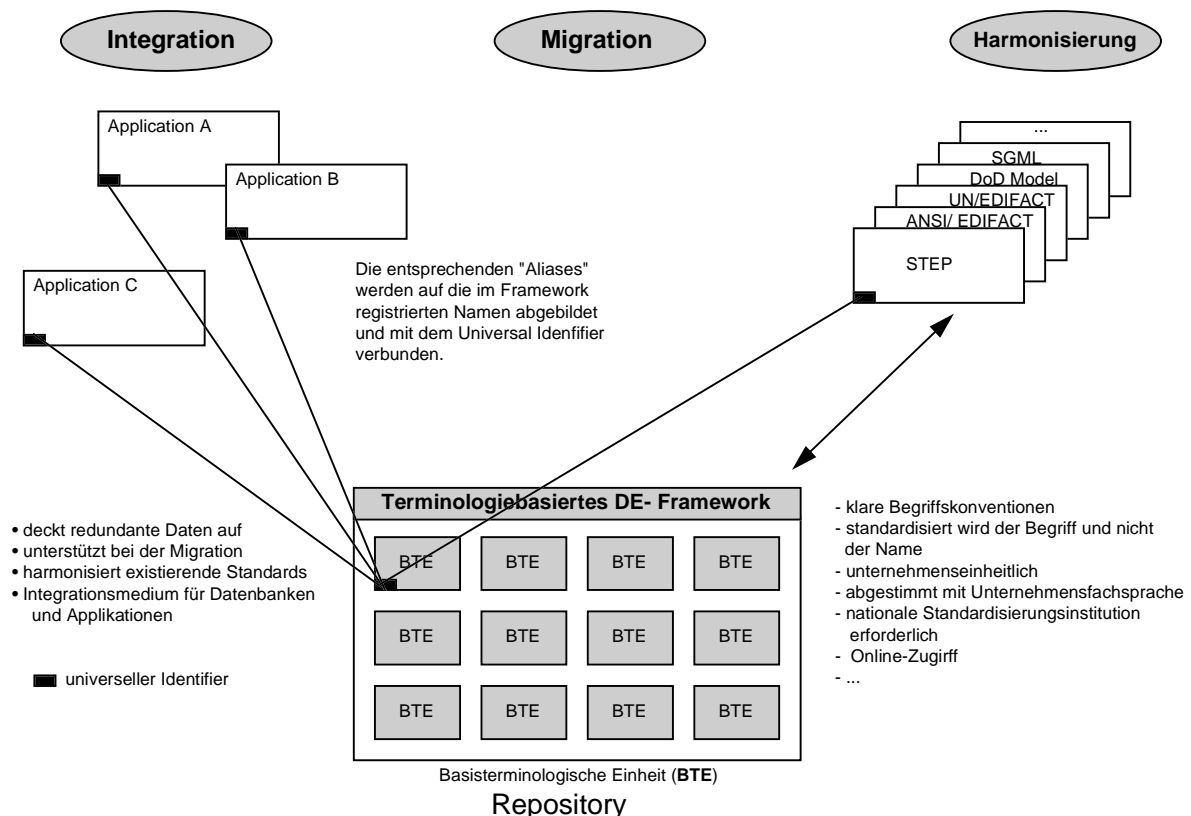 Integration
Migration
Harmonisierung
Application A
Application B
Application C
...
SGML
DoD Model
UN/EDIFACT
ANSI/ EDIFACT
STEP
Die entsprechenden "Aliases"
werden auf die im Framework
registrierten Namen abgebildet
und mit dem Universal Idenfifier
verbunden.
• deckt redundante Daten auf
• unterstützt bei der Migration
• harmonisiert existierende Standards
• Integrationsmedium für Datenbanken
und Applikationen
universeller Identifier
Terminologiebasiertes DE- Framework
BTE BTE BTE BTE
BTE BTE BTE BTE
BTE BTE BTE BTE
Basisterminologische Einheit (BTE)
Repository
- klare Begriffskonventionen
- standardisiert wird der Begriff und nicht
der Name
- unternehmenseinheitlich
- abgestimmt mit Unternehmensfachsprache
- nationale Standardisierungsinstitution
erforderlich
- Online-Zugirff
- ...